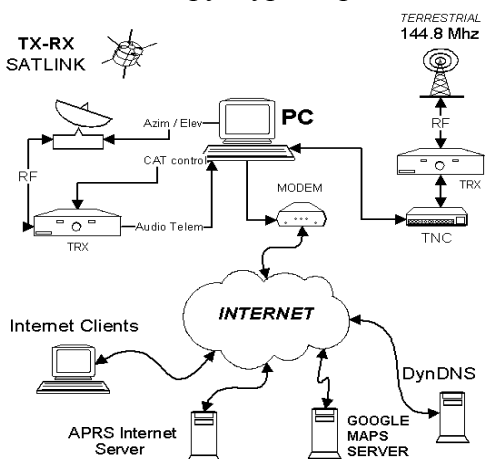 TERRESTRIAL
144.8 Mhz
TX-RX
SATLINK
Azim / Elev
PC
RF
CAT control
RF
TRX
MODEM
Audio Telem
TRX
TNC
INTERNET
Internet Clients
DynDNS
APRS Internet
Server
GOOGLE
MAPS
SERVER